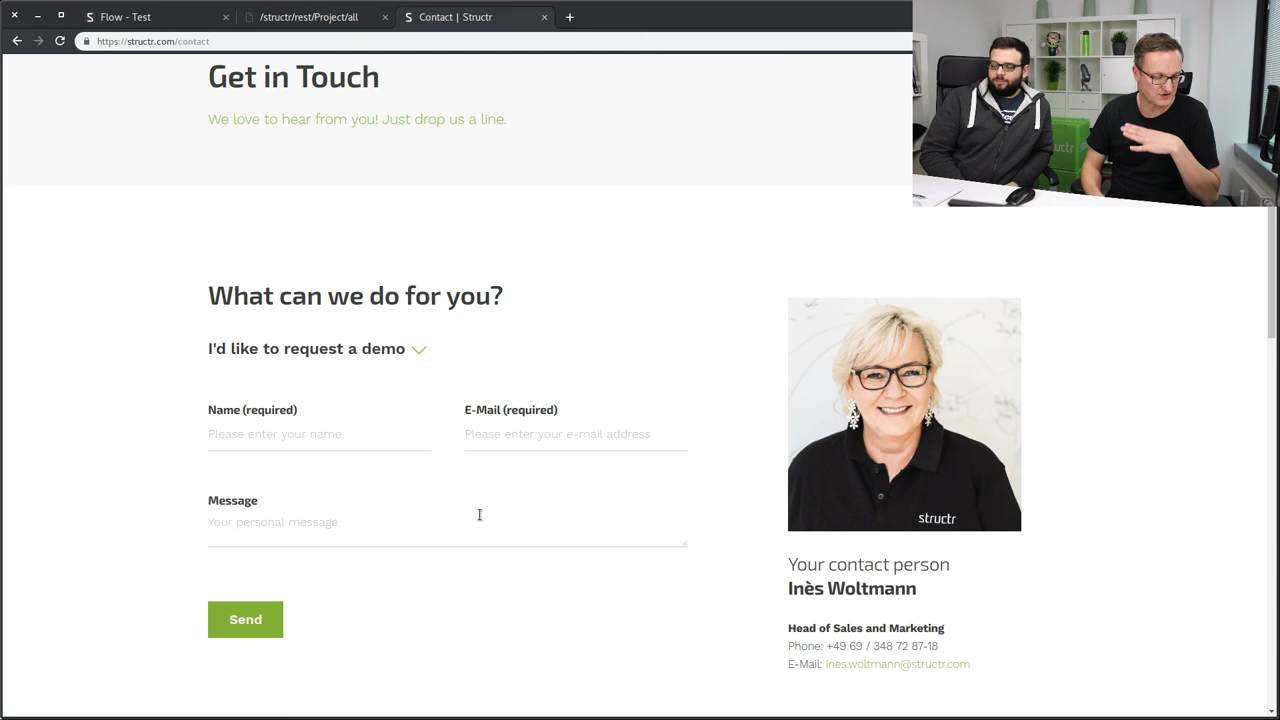 Flow - Test
/structr/rest/Project/all
Contact | Structr
https://structr.com/contact
Get in Touch
We love to hear from you! Just drop us a line.
structr
What can we do for you?
I'd like to request a demo
Name (required)
E-Mail (required)
Please enter your name
Please enter your e-mail address
Message
Your personal message
Send
structr
Your contact person
Inès Woltmann
Head of Sales and Marketing
Phone: +49 69 / 348 72 87-18
E-Mail: ines.woltmann@structr.com